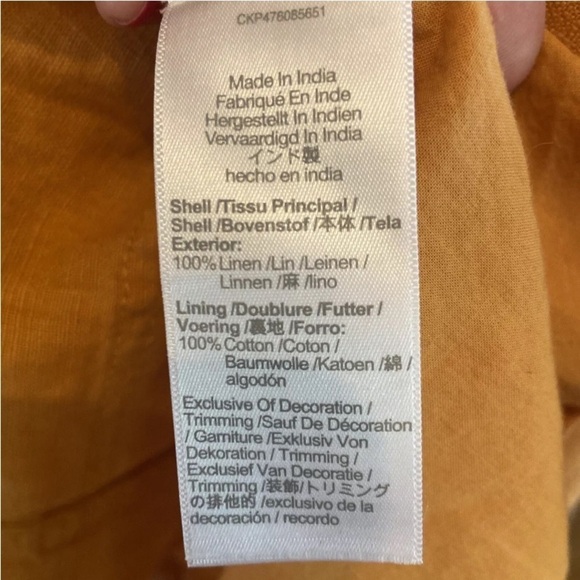 CKP476085651
Made In India
Fabriqué En Inde
Hergestellt In Indien
Vervaardigd In India
インド製
hecho en india
Shell /Tissu Principal /
Shell /Bovenstof /本体 /Tela
Exterior:
100% Linen /Lin /Leinen /
Linnen /麻 /lino
Lining /Doublure /Futter /
Voering /裏地 /Forro:
100% Cotton /Coton /
Baumwolle /Katoen /綿 /
algodón
Exclusive Of Decoration /
Trimming /Sauf De Décoration
/ Garniture /Exklusiv Von
Dekoration / Trimming /
Exclusief Van Decoratie /
Trimming /装飾/トリミング
の排他的 /exclusivo de la
decoración / recordo